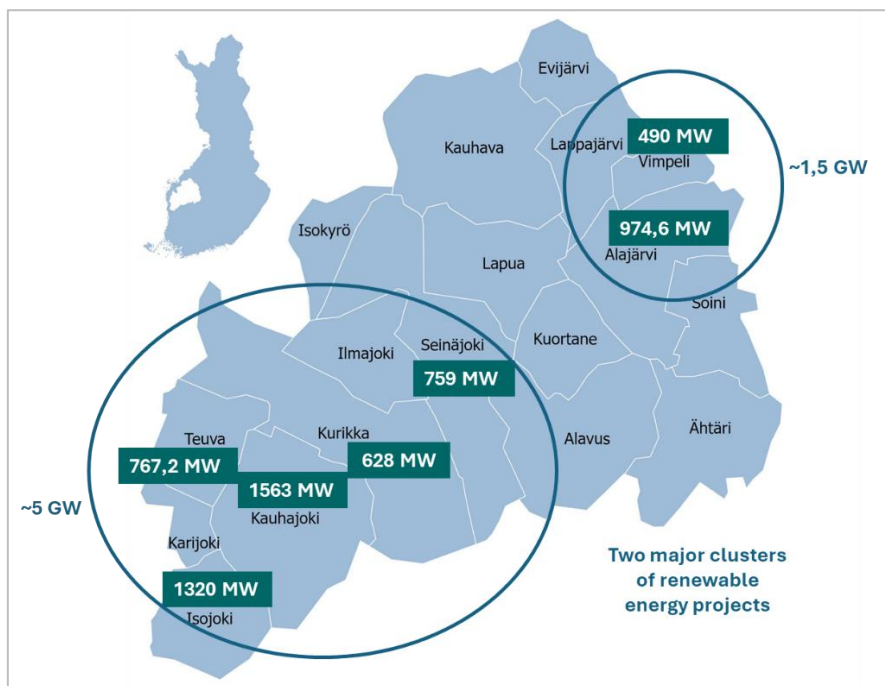 Evijärvi
Kauhava
Lappajärvi
490 MW
Vimpeli
~1,5 GW
Isokyrö
974,6 MW
Alajärvi
Lapua
Soini
Ilmajoki
Seinäjoki
Kuortane
759 MW
Ähtäri
Teuva
Kurikka
Alavus
767,2 MW
628 MW
1563 MW
~5 GW
Kauhajoki
Karijoki
Two major clusters
of renewable
energy projects
1320 MW
Isojoki